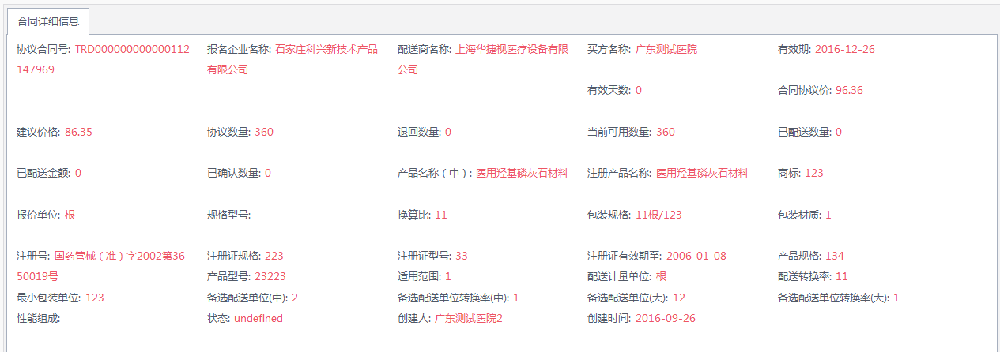 合同详细信息
协议合同号: TRD000000000000112 报名企业名称: 石家庄科兴新技术产品 配送商名称: 上海华捷视医疗设备有限 买方名称: 广东测试医院 有效期: 2016-12-26
147969 有限公司 公司
有效天数: 0 合同协议价: 96.36
建议价格: 86.35 协议数量: 360 退回数量: 0 当前可用数量: 360 已配送数量: 0
已配送金额: 0 已确认数量: 0 产品名称（中）: 医用羟基磷灰石材料 注册产品名称: 医用羟基磷灰石材料 商标: 123
报价单位: 根 规格型号: 换算比: 11 包装规格: 11根/123 包装材质: 1
注册号: 国药管械（准）字2002第36 注册证规格: 223 注册证型号: 33 注册证有效期至: 2006-01-08 产品规格: 134
50019号 产品型号: 23223 适用范围: 1 配送计量单位: 根 配送转换率: 11
最小包装单位: 123 备选配送单位(中): 2 备选配送单位转换率(中): 1 备选配送单位(大): 12 备选配送单位转换率(大): 1
性能组成: 状态: undefined 创建人: 广东测试医院2 创建时间: 2016-09-26